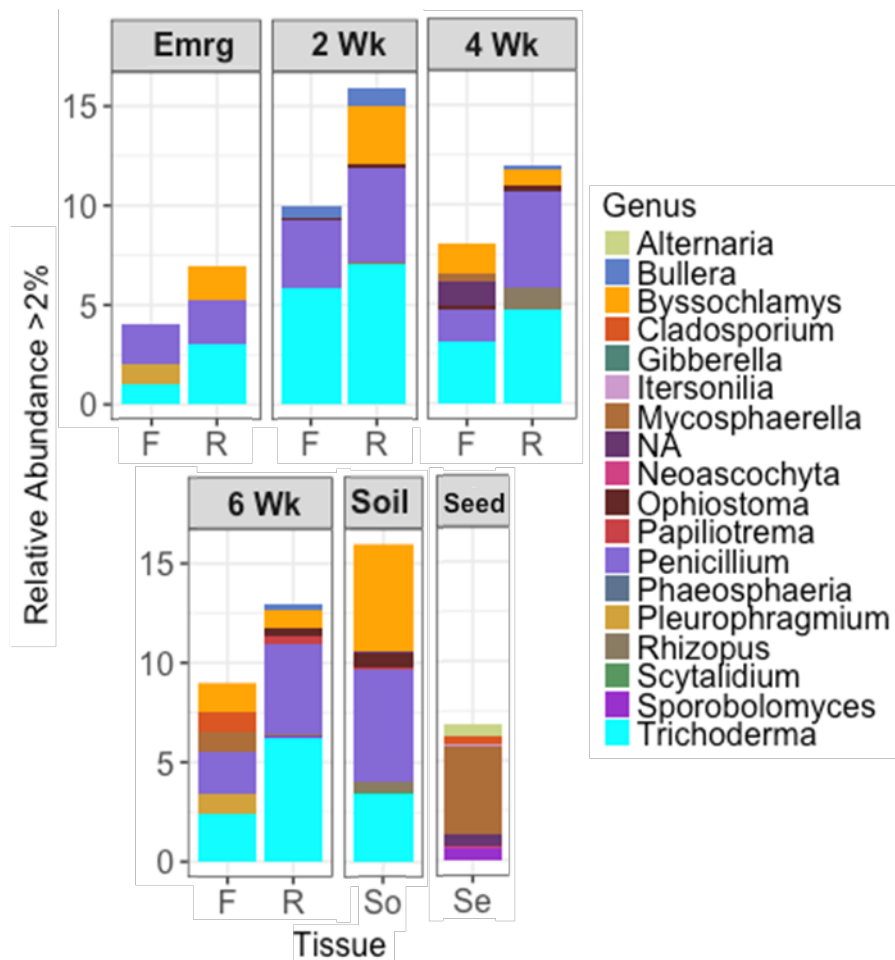 Emrg
2 Wk
4 Wk
15
10
5
0
F
R
F
R
F
R
Relative Abundance >2%
6 Wk
Soil
Seed
15
10
5
0
F
R
So
Se
Tissue
Genus
Alternaria
Bullera
Byssochlamys
Cladosporium
Gibberella
Itersonilia
Mycosphaerella
NA
Neoascochyta
Ophiostoma
Papiliotrema
Penicillium
Phaeosphaeria
Pleurophragmium
Rhizopus
Scytalidium
Sporobolomyces
Trichoderma